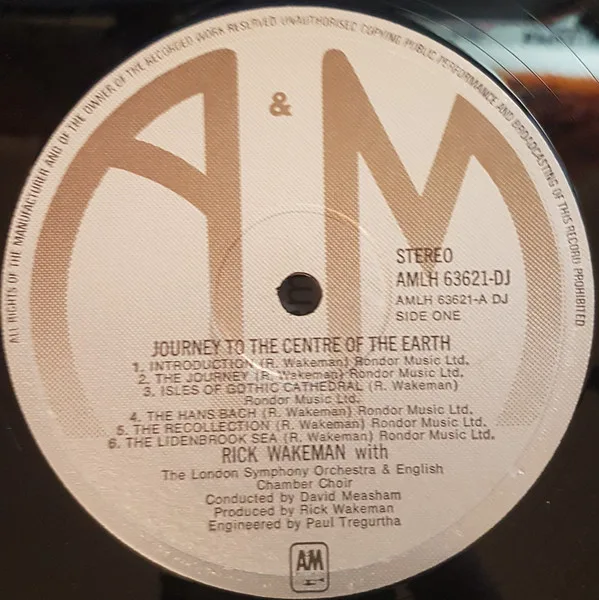 ALL RIGHTS OF THE MANUFACTURER AND OF THE OWNER OF THE RECORDED WORK RESERVED UNAUTHORISED COPYING PUBLIC PERFORMANCE AND BROADCASTING OF THIS RECORD PROHIBITED
A & M
STEREO
AMLH 63621-DJ
AMLH 63621-A DJ
SIDE ONE
JOURNEY TO THE CENTRE OF THE EARTH
1. INTRODUCTION (R. Wakeman) Rondor Music Ltd.
2. THE JOURNEY (R. Wakeman) Rondor Music Ltd.
3. ISLES OF GOTHIC CATHEDRAL (R. Wakeman)
Rondor Music Ltd.
4. THE HANS BACH (R. Wakeman) Rondor Music Ltd.
5. THE RECOLLECTION (R. Wakeman) Rondor Music Ltd.
6. THE LIDENBROOK SEA (R. Wakeman) Rondor Music Ltd.
RICK WAKEMAN with
The London Symphony Orchestra & English
Chamber Choir
Conducted by David Measham
Produced by Rick Wakeman
Engineered by Paul Tregurtha
AM